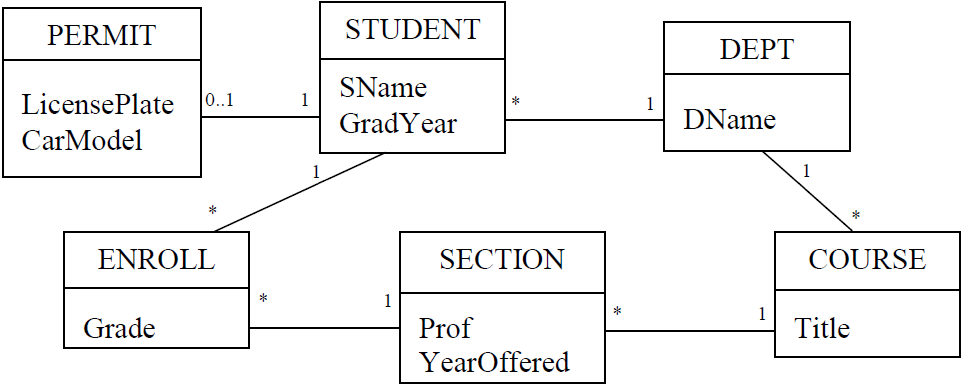 PERMIT
LicensePlate
CarModel
0..1
1
STUDENT
SName
GradYear
*
1
DEPT
DName
1
*
1
*
ENROLL
Grade
*
1
SECTION
Prof
YearOffered
*
1
COURSE
Title